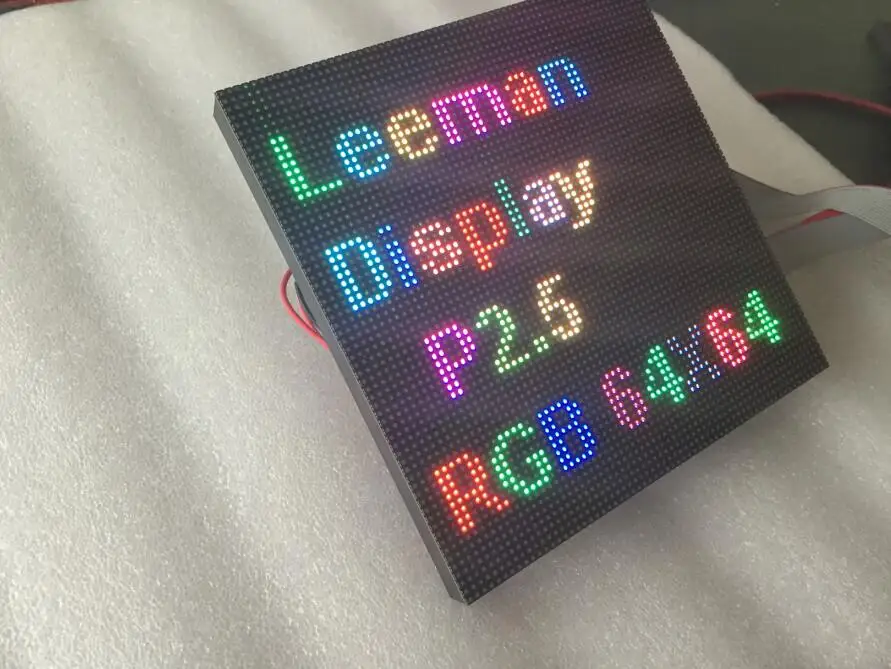 Leeman
Display
P2.5
RGB 64X64